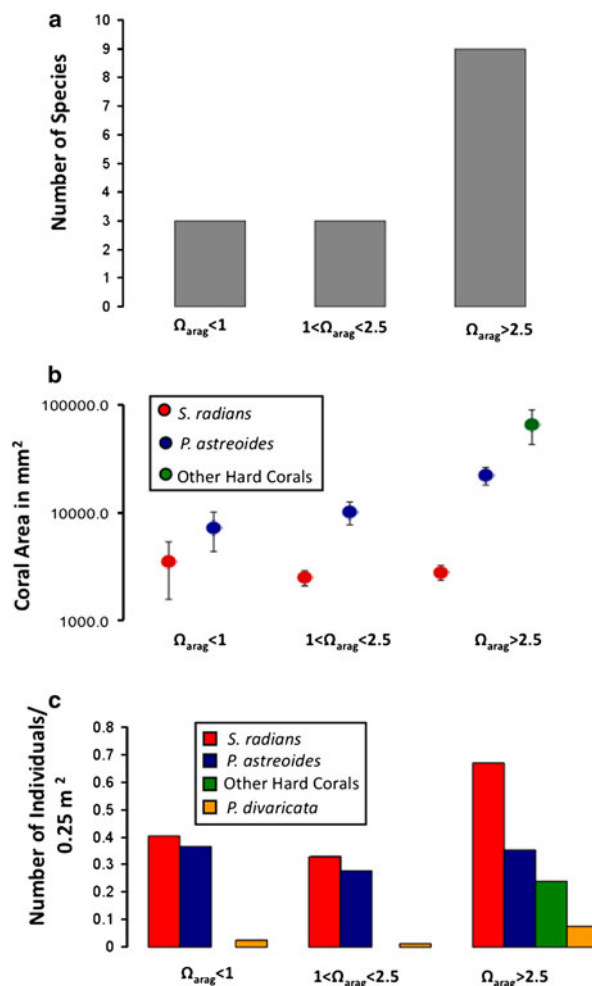 a
Number of Species
10
9
8
7
6
5
4
3
2
1
0
Ωarag<1
1<Ωarag<2.5
Ωarag>2.5
b
Coral Area in mm²
100000.0
10000.0
1000.0
S. radians
P. astreoides
Other Hard Corals
Ωarag<1
1<Ωarag<2.5
Ωarag>2.5
c
Number of Individuals/
0.25 m²
0.8
0.7
0.6
0.5
0.4
0.3
0.2
0.1
0
S. radians
P. astreoides
Other Hard Corals
P. divaricata
Ωarag<1
1<Ωarag<2.5
Ωarag>2.5